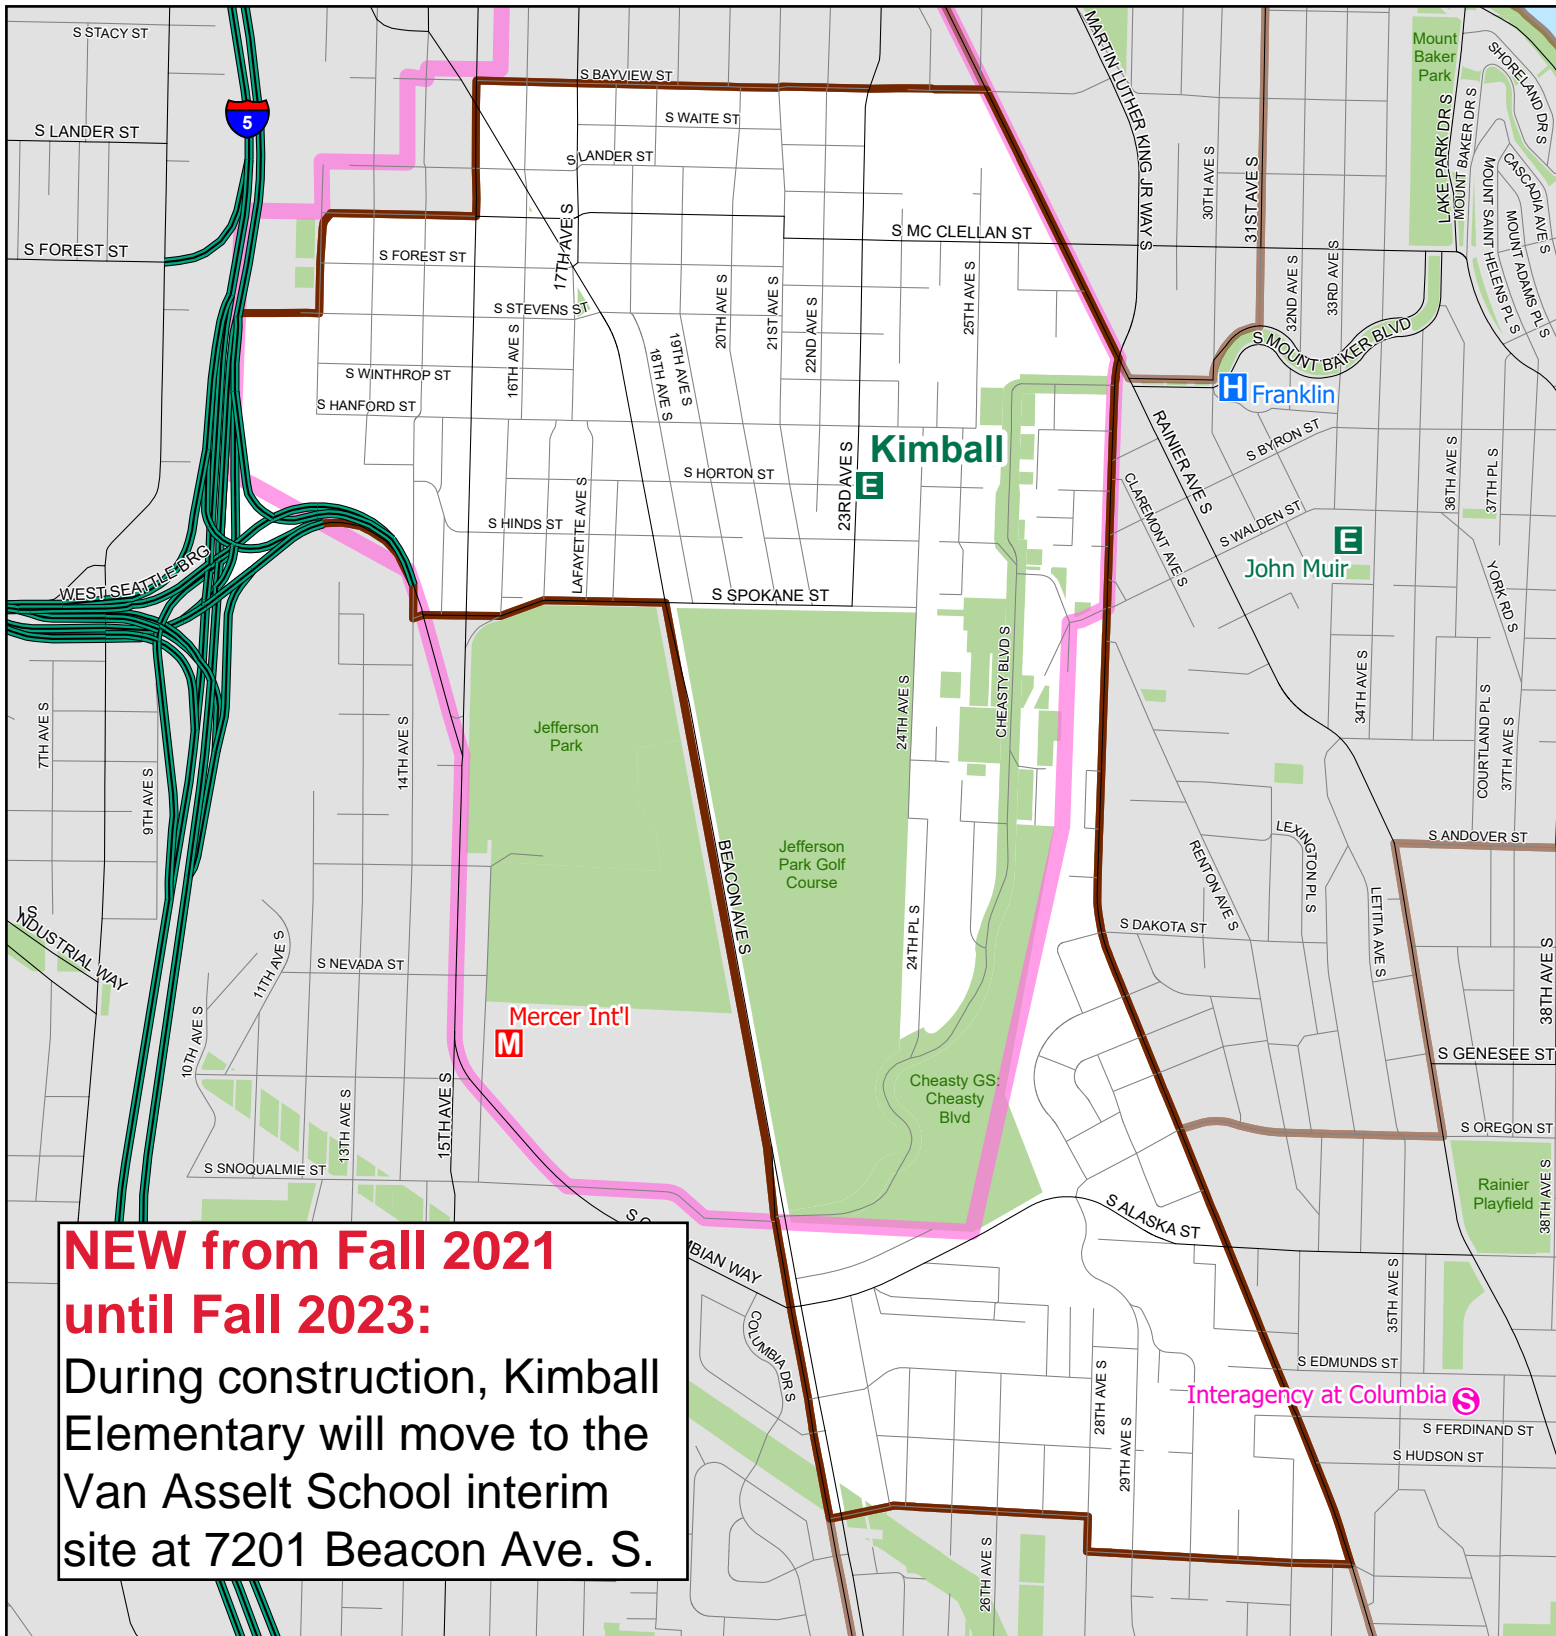 S STACY ST
S BAYVIEW ST
MARTIN LUTHER KING JR WAY S
Mount
Baker
Park
SHORELAND DR S
5
S LANDER ST
S WAITE ST
S LANDER ST
LAKE PARK DR S
MOUNT BAKER DR S
CASCADIA AVE S
MOUNT SAINT HELENS PL S
MOUNT ADAMS PL S
30TH AVE S
31ST AVE S
S FOREST ST
17TH AVE S
S FOREST ST
S MC CLELLAN ST
32ND AVE S
33RD AVE S
S STEVENS ST
16TH AVE S
18TH AVE S
19TH AVE S
20TH AVE S
21ST AVE S
22ND AVE S
25TH AVE S
S MOUNT BAKER BLVD
S WINTHROP ST
S HANFORD ST
H Franklin
Kimball
E
RAINIER AVE S
S BYRON ST
S HORTON ST
23RD AVE S
CLAREMONT AVE S
36TH AVE S
37TH PL S
S HINDS ST
LAFAYETTE AVE S
S WALDEN ST
E
John Muir
WEST SEATTLE BRG
S SPOKANE ST
YORK RD S
CHEASTY BLVD S
24TH AVE S
34TH AVE S
7TH AVE S
14TH AVE S
Jefferson
Park
COURTLAND PL S
37TH AVE S
9TH AVE S
BEACON AVE S
Jefferson
Park Golf
Course
RENTON AVE S
LEXINGTON PL S
LETITIA AVE S
S ANDOVER ST
INDUSTRIAL WAY S
11TH AVE S
S NEVADA ST
24TH PL S
S DAKOTA ST
38TH AVE S
10TH AVE S
Mercer Int'l
M
S GENESEE ST
Cheasty GS:
Cheasty
Blvd
13TH AVE S
15TH AVE S
S OREGON ST
S SNOQUALMIE ST
Rainier
Playfield
38TH AVE S
S ALASKA ST
NEW from Fall 2021
until Fall 2023:
During construction, Kimball
Elementary will move to the
Van Asselt School interim
site at 7201 Beacon Ave. S.
MBIAN WAY
COLUMBIA DR S
35TH AVE S
S EDMUNDS ST
28TH AVE S
29TH AVE S
Interagency at Columbia S
S FERDINAND ST
S HUDSON ST
26TH AVE S